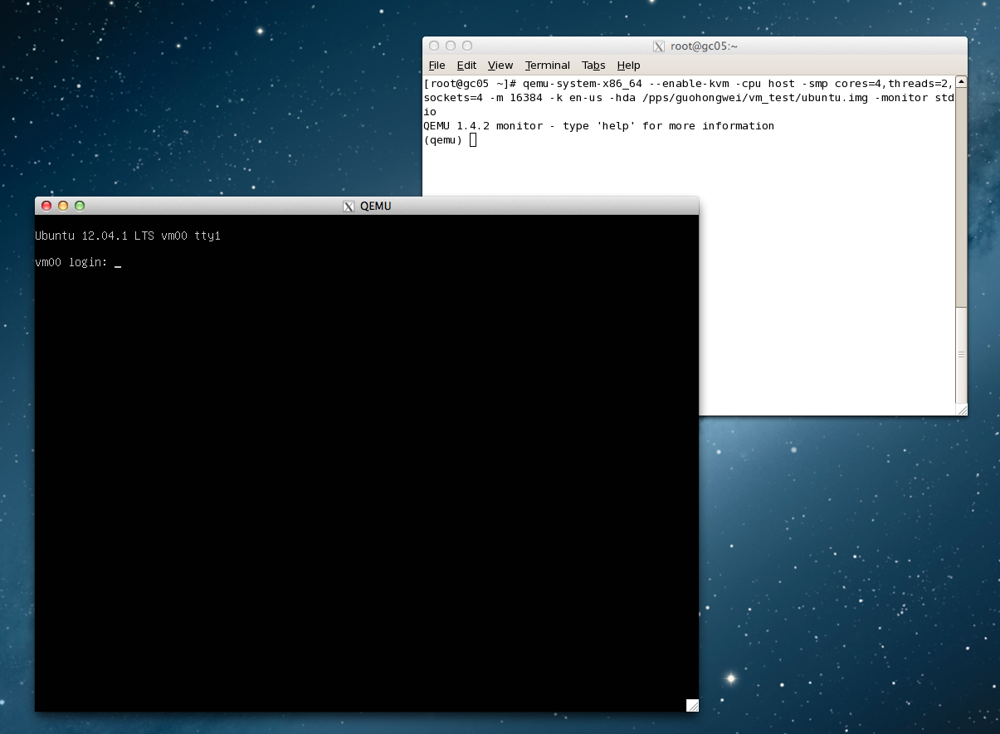 root@gc05:~
File Edit View Terminal Tabs Help
[root@gc05 ~]# qemu-system-x86_64 --enable-kvm -cpu host -smp cores=4,threads=2,
sockets=4 -m 16384 -k en-us -hda /pps/guohongwei/vm_test/ubuntu.img -monitor std
io
QEMU 1.4.2 monitor - type 'help' for more information
(qemu)
QEMU
Ubuntu 12.04.1 LTS vm00 tty1
vm00 login: _